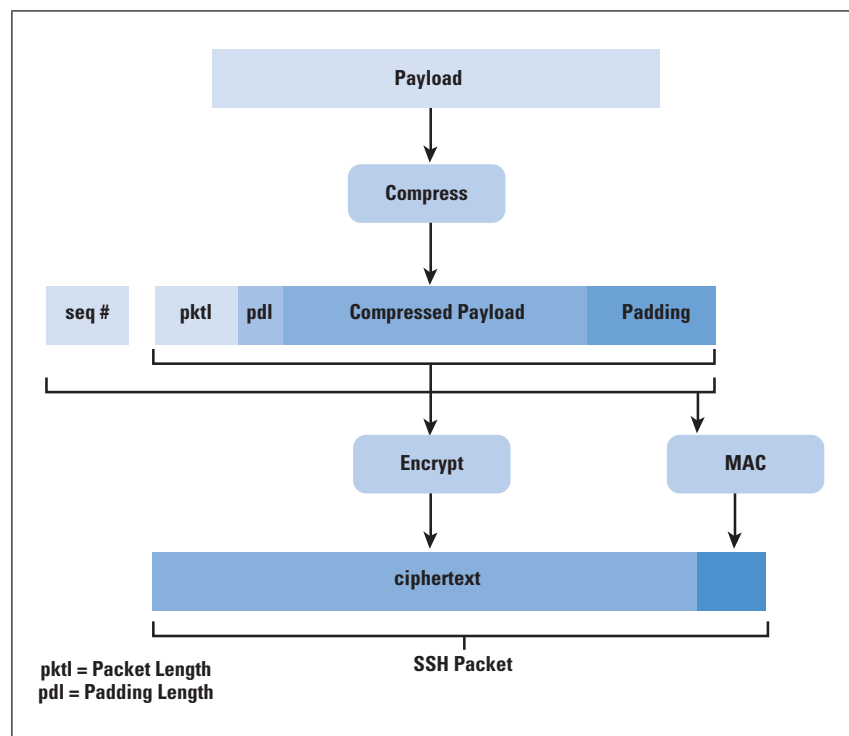 Payload
Compress
seq # pktl pdl Compressed Payload Padding
Encrypt MAC
ciphertext
SSH Packet
pktl = Packet Length
pdl = Padding Length